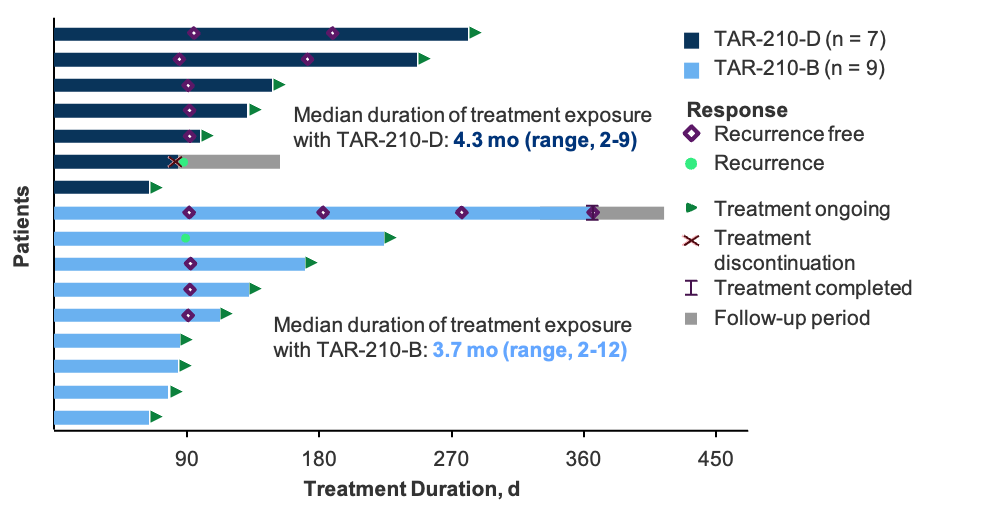 TAR-210-D (n = 7)
TAR-210-B (n = 9)
Response
Recurrence free
Recurrence
Treatment ongoing
Treatment
discontinuation
Treatment completed
Follow-up period
Median duration of treatment exposure
with TAR-210-D: 4.3 mo (range, 2-9)
Median duration of treatment exposure
with TAR-210-B: 3.7 mo (range, 2-12)
Patients
90 180 270 360 450
Treatment Duration, d